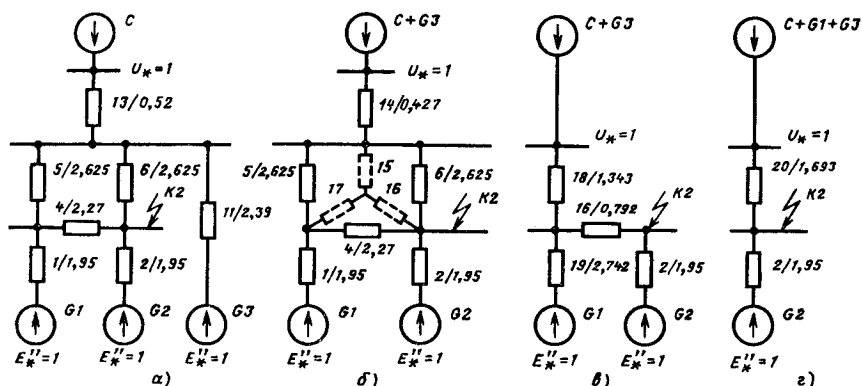 C
U*=1
13/0,52
5/2,625
6/2,625
K2
4/2,27
11/2,39
1/1,95
2/1,95
G1
G2
G3
E*"=1
E*"=1
E*"=1
а)
C+G3
U*=1
14/0,427
5/2,625
15
6/2,625
17
16
K2
4/2,27
1/1,95
2/1,95
G1
G2
E*"=1
E*"=1
б)
C+G3
U*=1
18/1,343
16/0,792
K2
19/2,742
2/1,95
G1
G2
E*"=1
E*"=1
в)
C+G1+G3
U*=1
20/1,693
K2
2/1,95
G2
E*"=1
г)